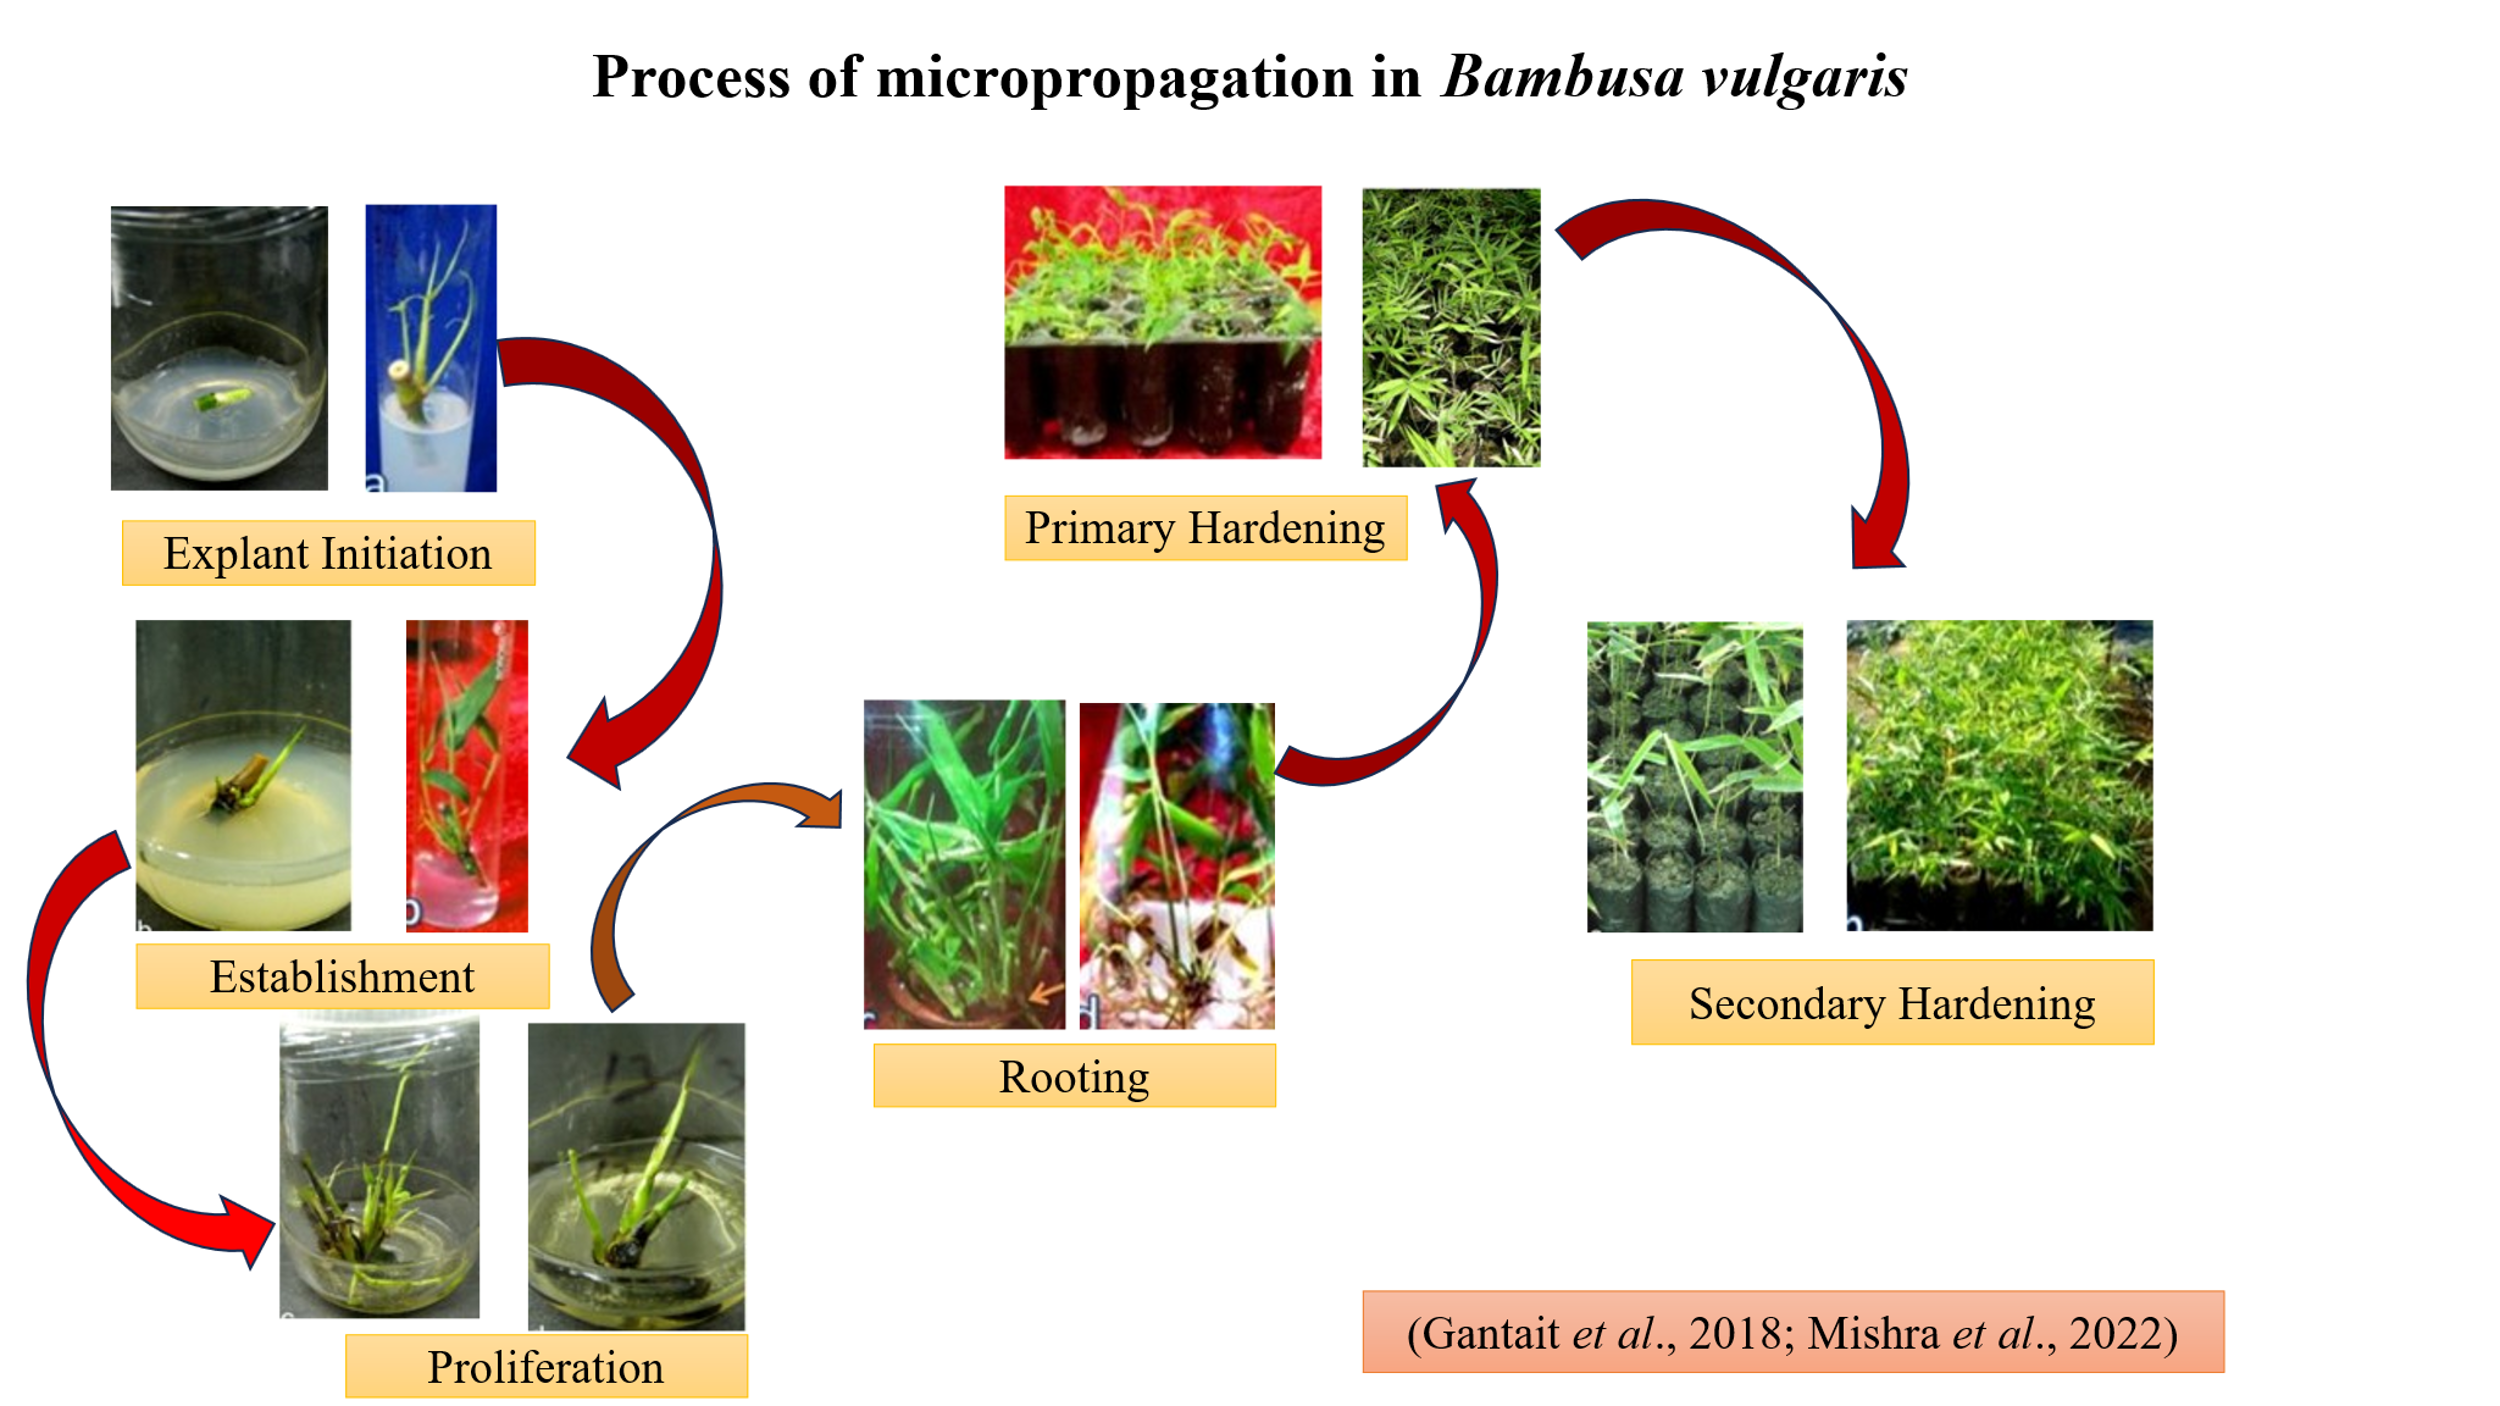 Process of micropropagation in Bambusa vulgaris
Explant Initiation
a
Establishment
b
Proliferation
Rooting
d
Primary Hardening
Secondary Hardening
(Gantait et al., 2018; Mishra et al., 2022)